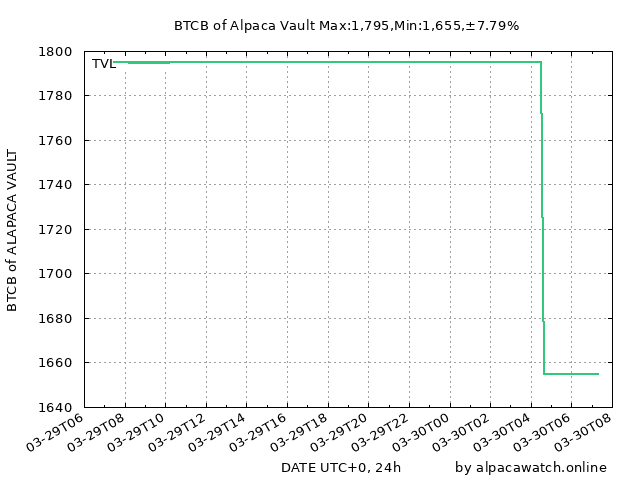 BTCB of Alpaca Vault Max:1,795,Min:1,655,±7.79%
BTCB of ALAPACA VAULT
1800
1780
1760
1740
1720
1700
1680
1660
1640
TVL
03-29T06
03-29T08
03-29T10
03-29T12
03-29T14
03-29T16
03-29T18
03-29T20
03-29T22
03-30T00
03-30T02
03-30T04
03-30T06
03-30T08
DATE UTC+0, 24h
by alpacawatch.online